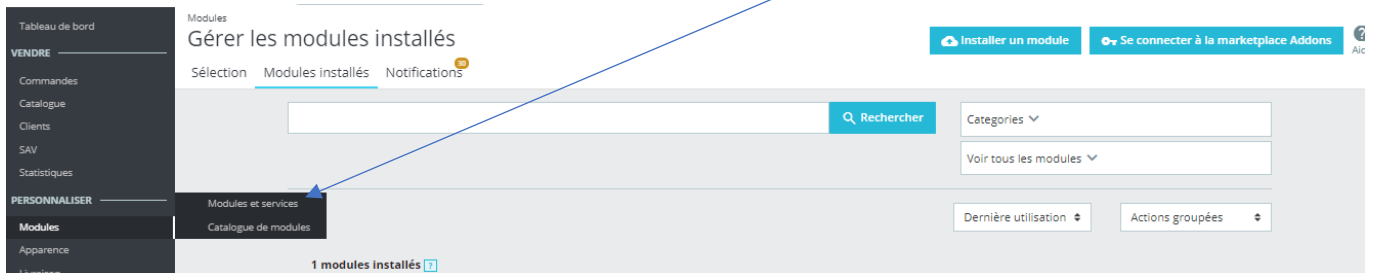 Tableau de bord
VENDRE
Commandes
Catalogue
Clients
SAV
Statistiques
PERSONNALISER
Modules
Apparence
Modules et services
Catalogue de modules
Modules
Gérer les modules installés
Sélection Modules installés Notifications 30
Installer un module
Se connecter à la marketplace Addons
?
Rechercher
Categories
Voir tous les modules
Dernière utilisation
Actions groupées
1 modules installés ?